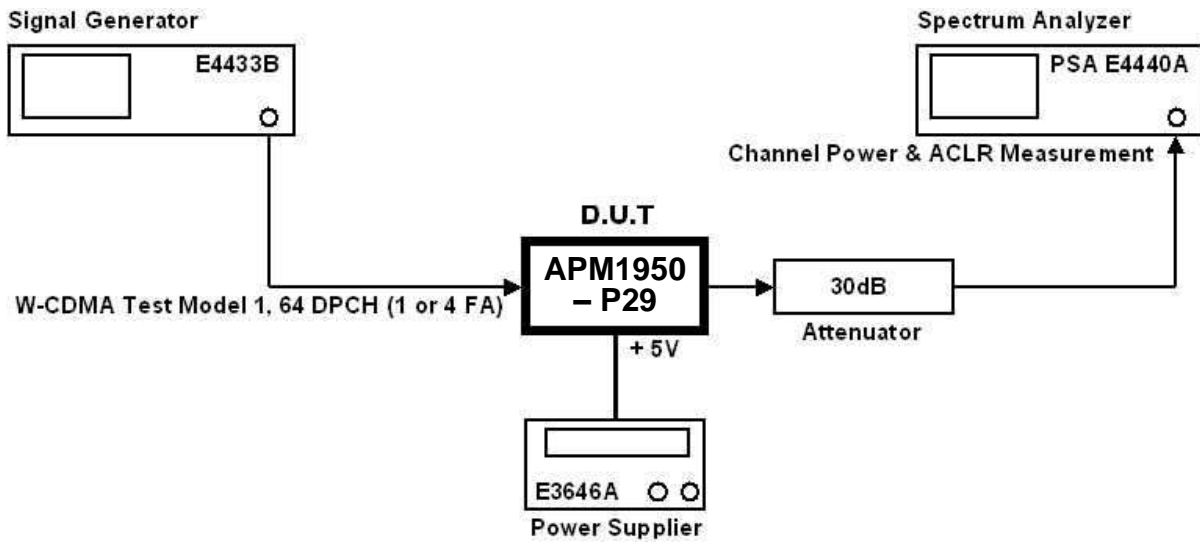 Signal Generator
Spectrum Analyzer
E4433B
PSA E4440A
Channel Power & ACLR Measurement
D.U.T
APM1950
– P29
30dB
W-CDMA Test Model 1, 64 DPCH (1 or 4 FA)
Attenuator
+ 5V
E3646A
Power Supplier